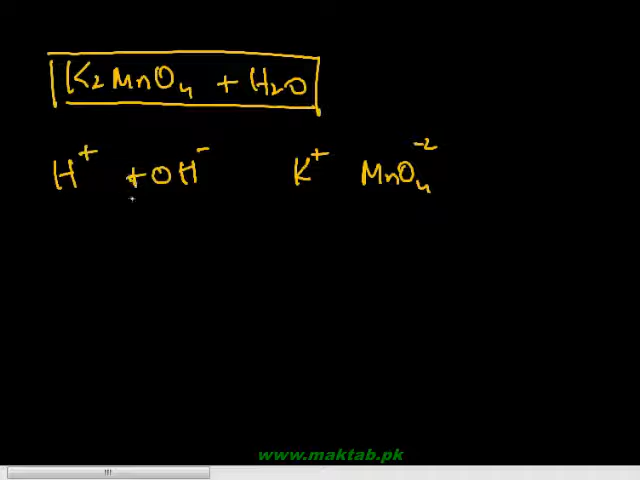 K2MnO4 + H2O
H+ + OH- K+ MnO4-2
www.maktab.pk